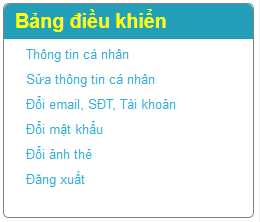 Bảng điều khiển
Thông tin cá nhân
Sửa thông tin cá nhân
Đổi email, SĐT, Tài khoản
Đổi mật khẩu
Đổi ảnh thẻ
Đăng xuất